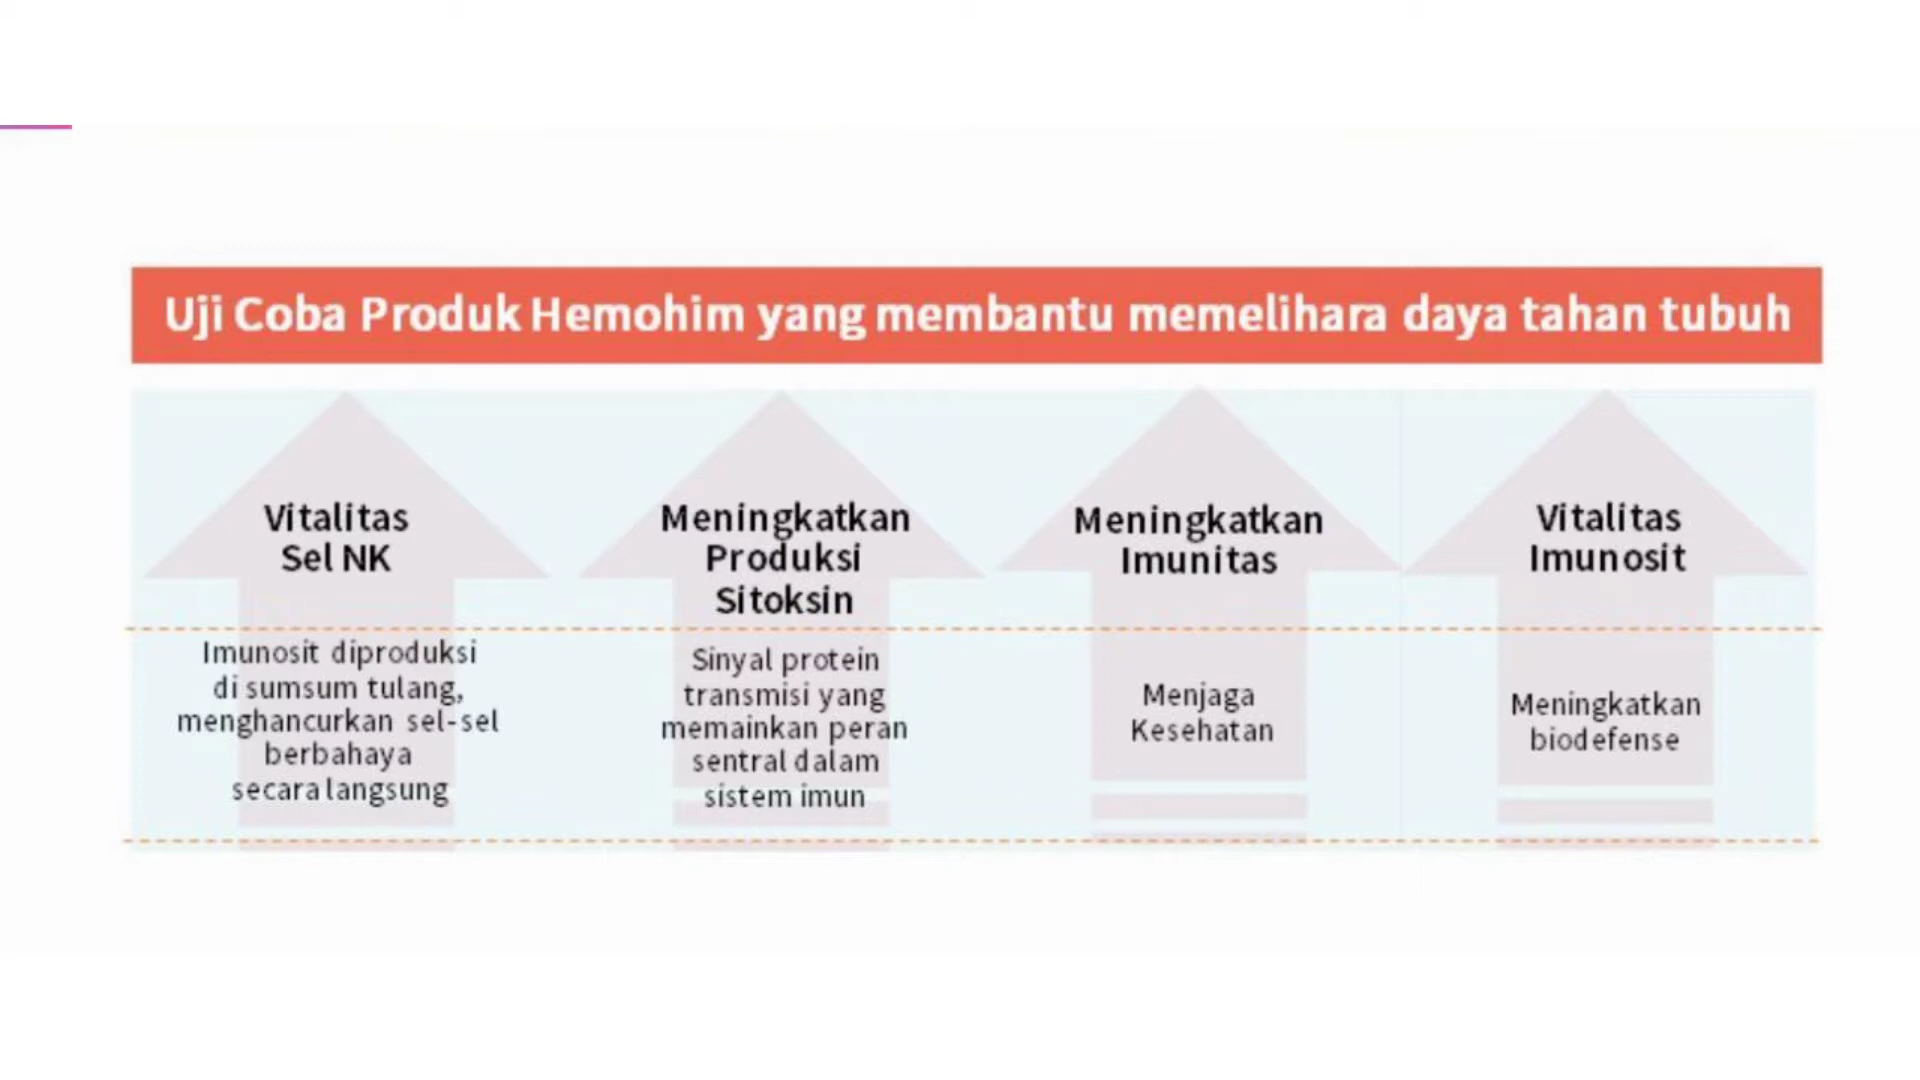 Uji Coba Produk Hemohim yang membantu memelihara daya tahan tubuh
Vitalitas
Sel NK
Imunosit diproduksi
di sumsum tulang,
menghancurkan sel-sel
berbahaya
secara langsung
Meningkatkan
Produksi
Sitoksin
Sinyal protein
transmisi yang
memainkan peran
sentral dalam
sistem imun
Meningkatkan
Imunitas
Menjaga
Kesehatan
Vitalitas
Imunosit
Meningkatkan
biodefense